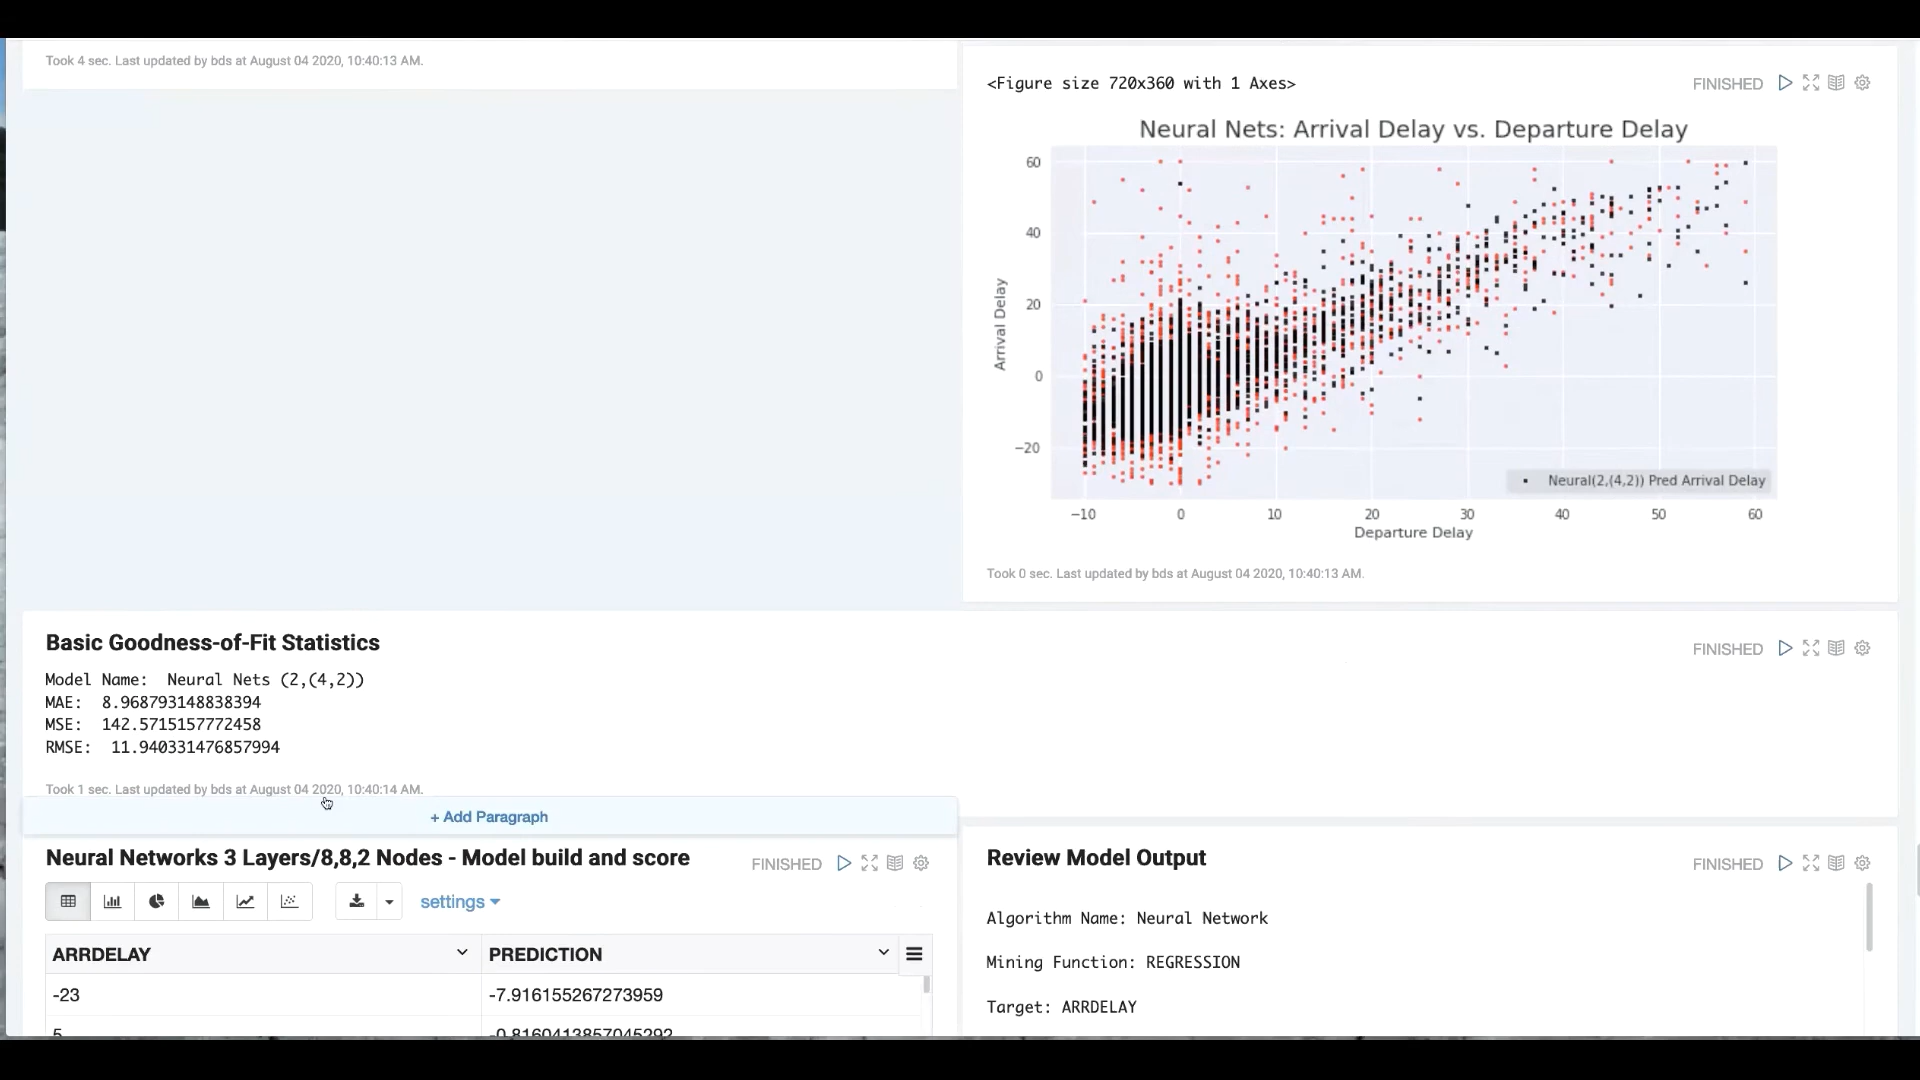 Took 4 sec. Last updated by bds at August 04 2020, 10:40:13 AM.
<Figure size 720x360 with 1 Axes>
FINISHED
Neural Nets: Arrival Delay vs. Departure Delay
60
40
20
0
−20
Arrival Delay
Neural(2,(4,2)) Pred Arrival Delay
−10 0 10 20 30 40 50 60
Departure Delay
Took 0 sec. Last updated by bds at August 04 2020, 10:40:13 AM.
Basic Goodness-of-Fit Statistics
FINISHED
Model Name: Neural Nets (2,(4,2))
MAE: 8.968793148838394
MSE: 142.5715157772458
RMSE: 11.940331476857994
Took 1 sec. Last updated by bds at August 04 2020, 10:40:14 AM.
+ Add Paragraph
Neural Networks 3 Layers/8,8,2 Nodes - Model build and score
FINISHED
settings
ARRDELAY PREDICTION
-23 -7.916155267273959
5 -0.8160413857045292
Review Model Output
FINISHED
Algorithm Name: Neural Network
Mining Function: REGRESSION
Target: ARRDELAY